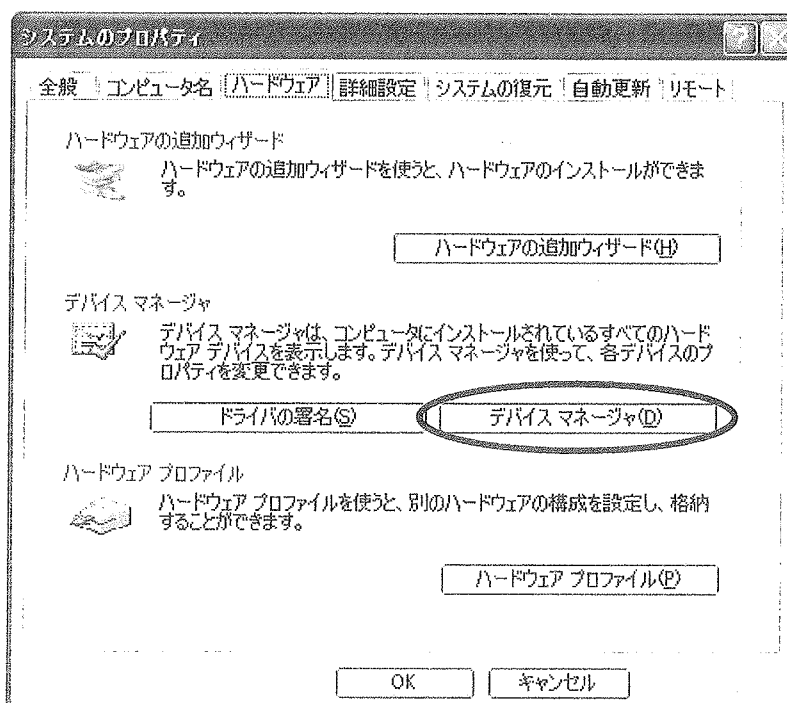 システムのプロパティ
全般 コンピュータ名 ハードウェア 詳細設定 システムの復元 自動更新 リモート
ハードウェアの追加ウィザード
ハードウェアの追加ウィザードを使うと、ハードウェアのインストールができま
す。
ハードウェアの追加ウィザード(H)
デバイス マネージャ
デバイス マネージャは、コンピュータにインストールされているすべてのハード
ウェア デバイスを表示します。デバイス マネージャを使って、各デバイスのプ
ロパティを変更できます。
ドライバの署名(S) デバイス マネージャ(D)
ハードウェア プロファイル
ハードウェア プロファイルを使うと、別のハードウェアの構成を設定し、格納
することができます。
ハードウェア プロファイル(P)
OK キャンセル